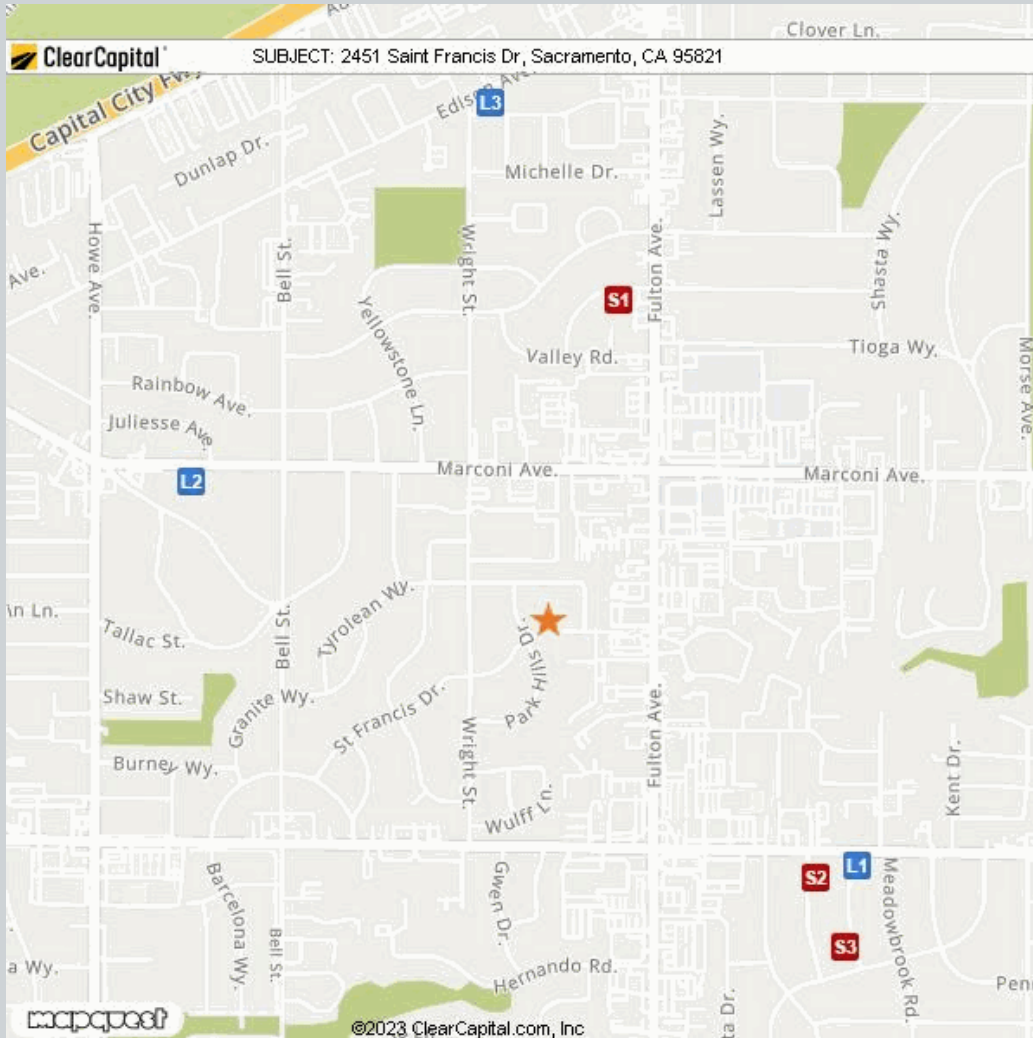 Clover Ln.
ClearCapital
SUBJECT: 2451 Saint Francis Dr, Sacramento, CA 95821
Capital City Fwy
Edison Ave.
L3
Dunlap Dr.
Michelle Dr.
Lassen Wy.
Howe Ave.
Bell St.
Wright St.
Fulton Ave.
Shasta Wy.
Ave.
S1
Yellowstone Ln.
Valley Rd.
Tioga Wy.
Morse Ave.
Rainbow Ave.
Juliesse Ave.
L2
Marconi Ave.
Marconi Ave.
Tyrolean Wy.
Tallac St.
Bell St.
Park Hills Dr.
Shaw St.
Granite Wy.
St Francis Dr.
Fulton Ave.
Wright St.
Burney Wy.
Kent Dr.
Wulff Ln.
L1
S2
Barcelona Wy.
Bell St.
Gwen Dr.
Meadowbrook Rd.
S3
a Wy.
Hernando Rd.
Pen
ta Dr.
mapquest
©2023 ClearCapital.com, Inc